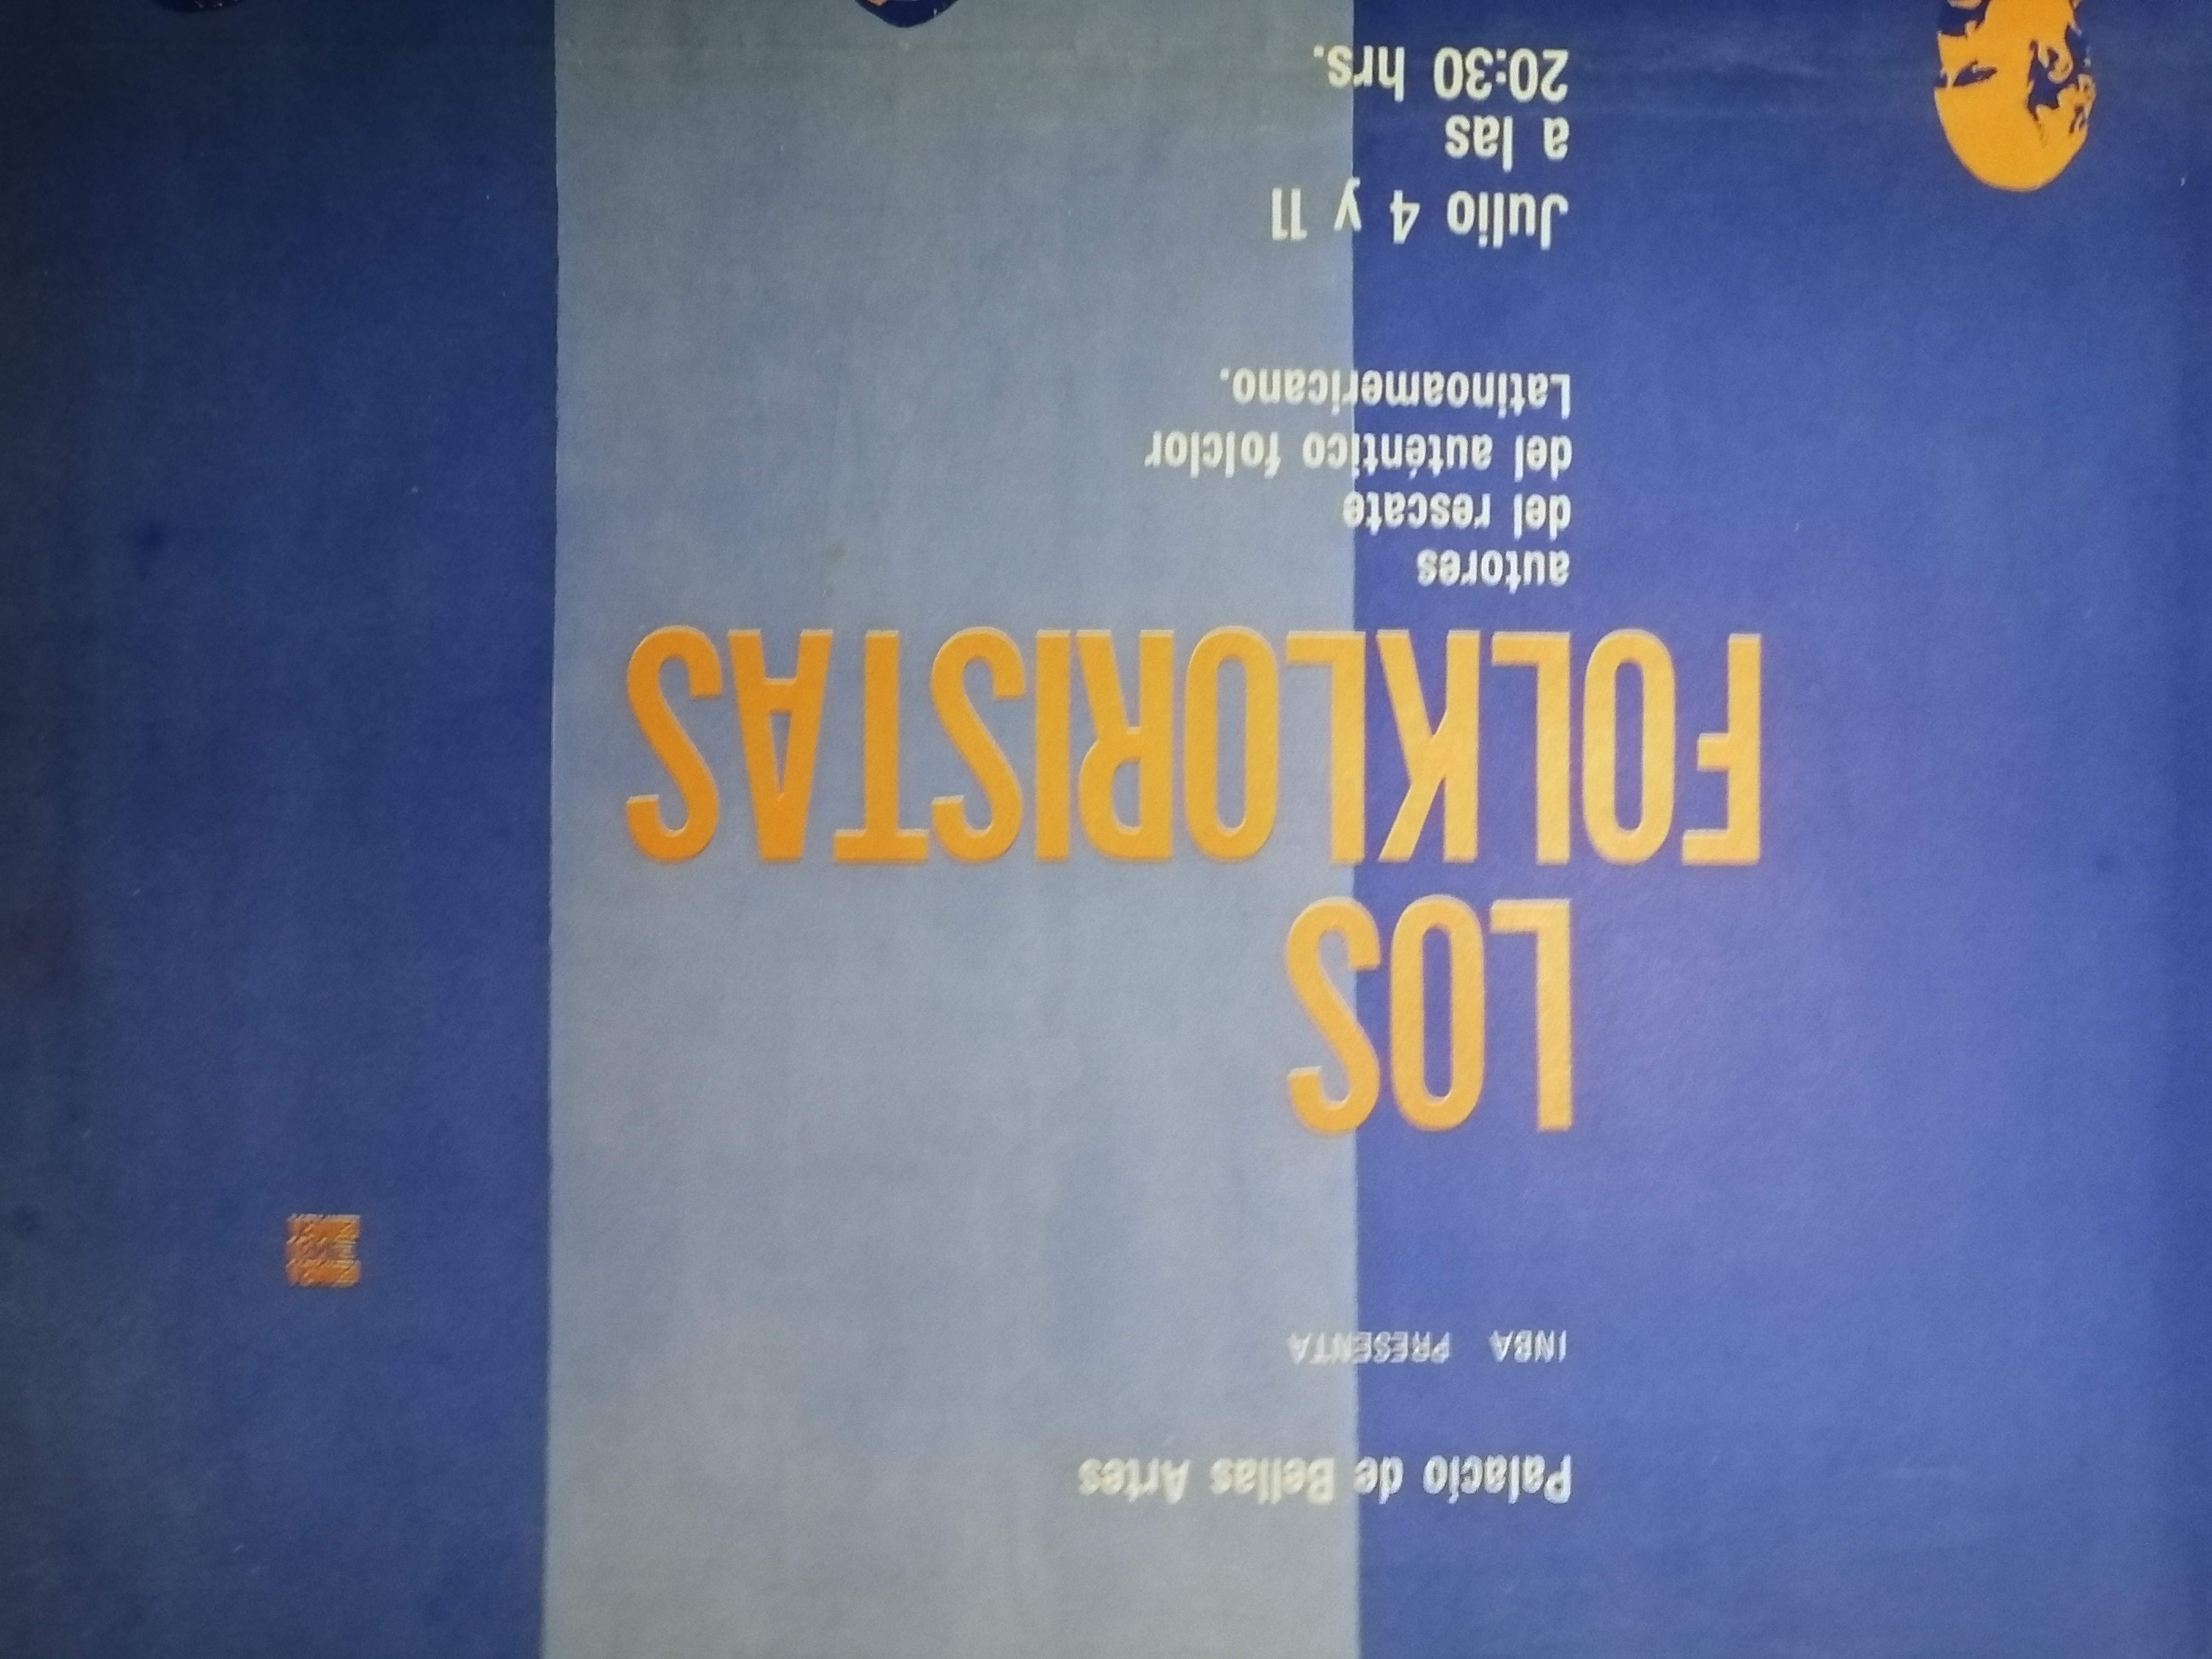 Palacio de Bellas Artes
INBA PRESENTA
LOS
FOLKLORISTAS
autores
del rescate
del auténtico folclor
Latinoamericano.
Julio 4 y 11
a las
20:30 hrs.